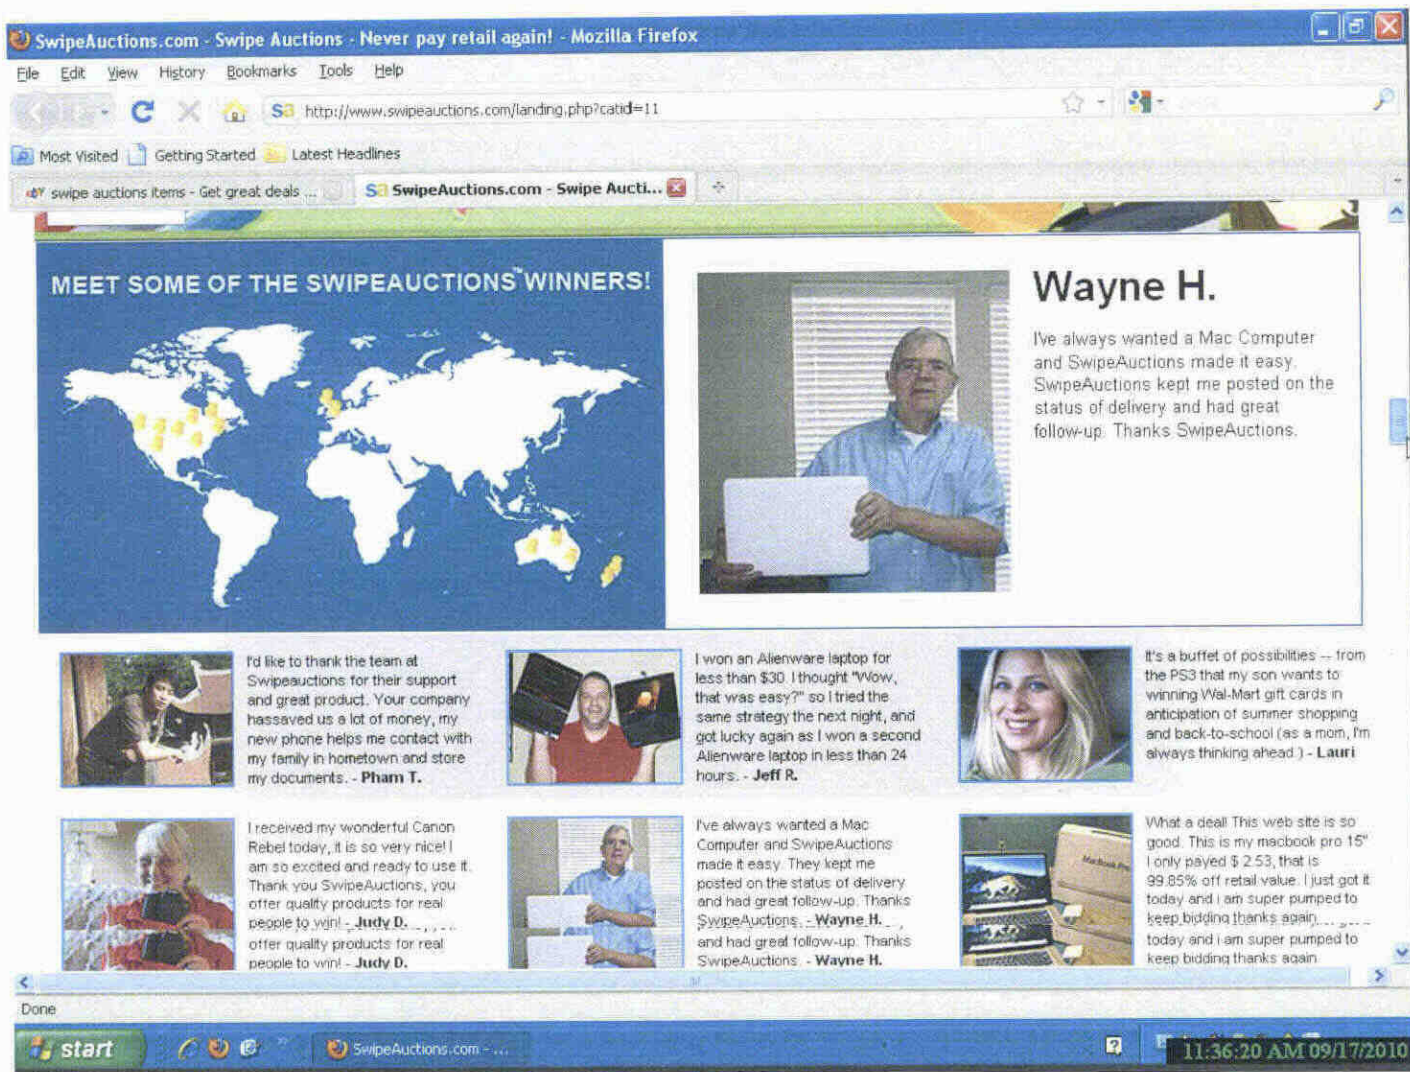 SwipeAuctions.com - Swipe Auctions - Never pay retail again! - Mozilla Firefox
File Edit View History Bookmarks Tools Help
sa http://www.swipeauctions.com/landing.php?catid=11
Most Visited Getting Started Latest Headlines
swipe auctions items - Get great deals ...
sa SwipeAuctions.com - Swipe Aucti...
MEET SOME OF THE SWIPEAUCTIONS™WINNERS!
Wayne H.
I've always wanted a Mac Computer
and SwipeAuctions made it easy.
SwipeAuctions kept me posted on the
status of delivery and had great
follow-up. Thanks SwipeAuctions.
I'd like to thank the team at
Swipeauctions for their support
and great product. Your company
hassaved us a lot of money, my
new phone helps me contact with
my family in hometown and store
my documents. - Pham T.
I won an Alienware laptop for
less than $30. I thought "Wow,
that was easy?" so I tried the
same strategy the next night, and
got lucky again as I won a second
Alienware laptop in less than 24
hours. - Jeff R.
It's a buffet of possibilities -- from
the PS3 that my son wants to
winning Wal-Mart gift cards in
anticipation of summer shopping
and back-to-school (as a mom, I'm
always thinking ahead.) - Lauri
I received my wonderful Canon
Rebel today, it is so very nice! I
am so excited and ready to use it.
Thank you SwipeAuctions, you
offer quality products for real
people to win! - Judy D.
offer quality products for real
people to win! - Judy D.
I've always wanted a Mac
Computer and SwipeAuctions
made it easy. They kept me
posted on the status of delivery
and had great follow-up. Thanks
SwipeAuctions. - Wayne H.
and had great follow-up. Thanks
SwipeAuctions. - Wayne H.
MacBook Pro
What a deal! This web site is so
good. This is my macbook pro 15"
I only payed $ 2.53, that is
99.85% off retail value. I just got it
today and i am super pumped to
keep bidding thanks again.
today and i am super pumped to
keep bidding thanks again.
Done
start
SwipeAuctions.com - ...
11:36:20 AM 09/17/2010